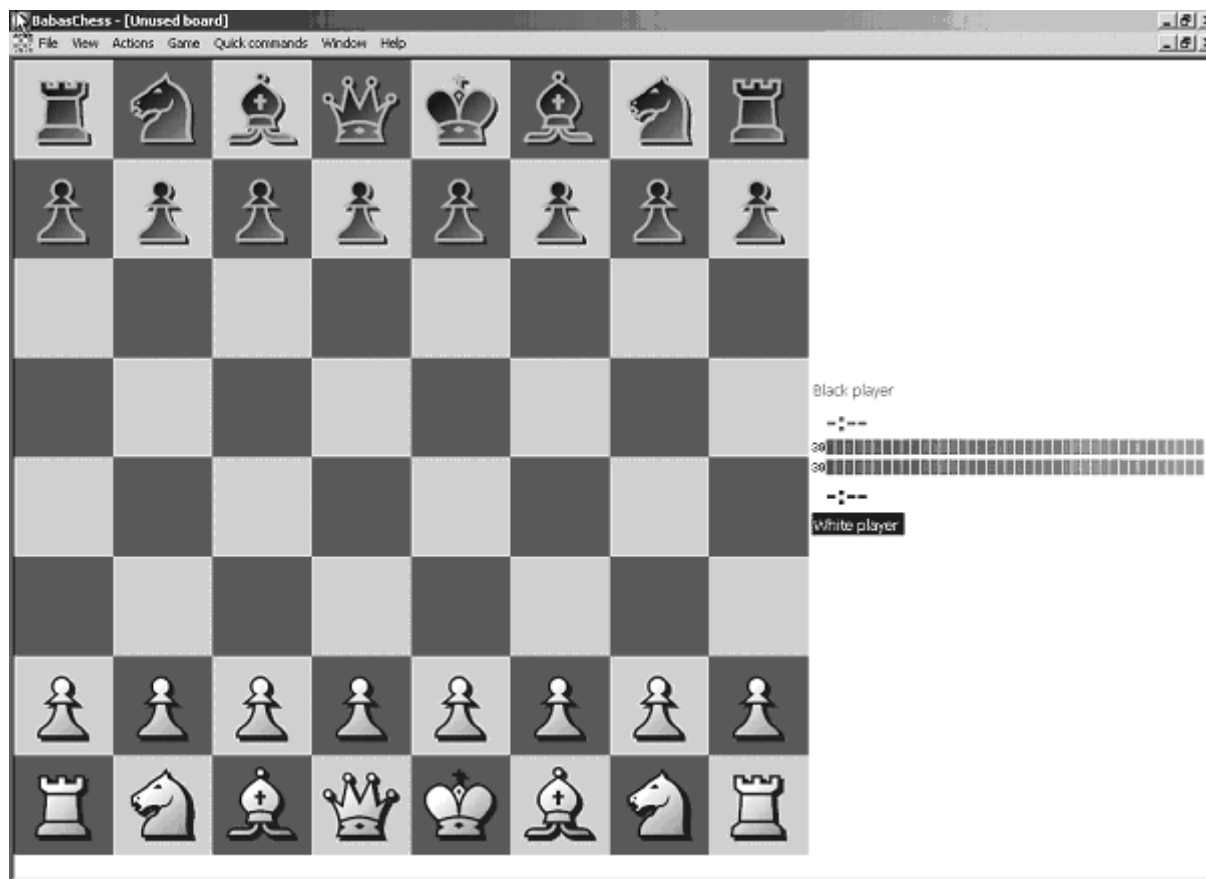 BabasChess - [Unused board]
File View Actions Game Quick commands Window Help
Black player
-:--
39
39
-:--
White player